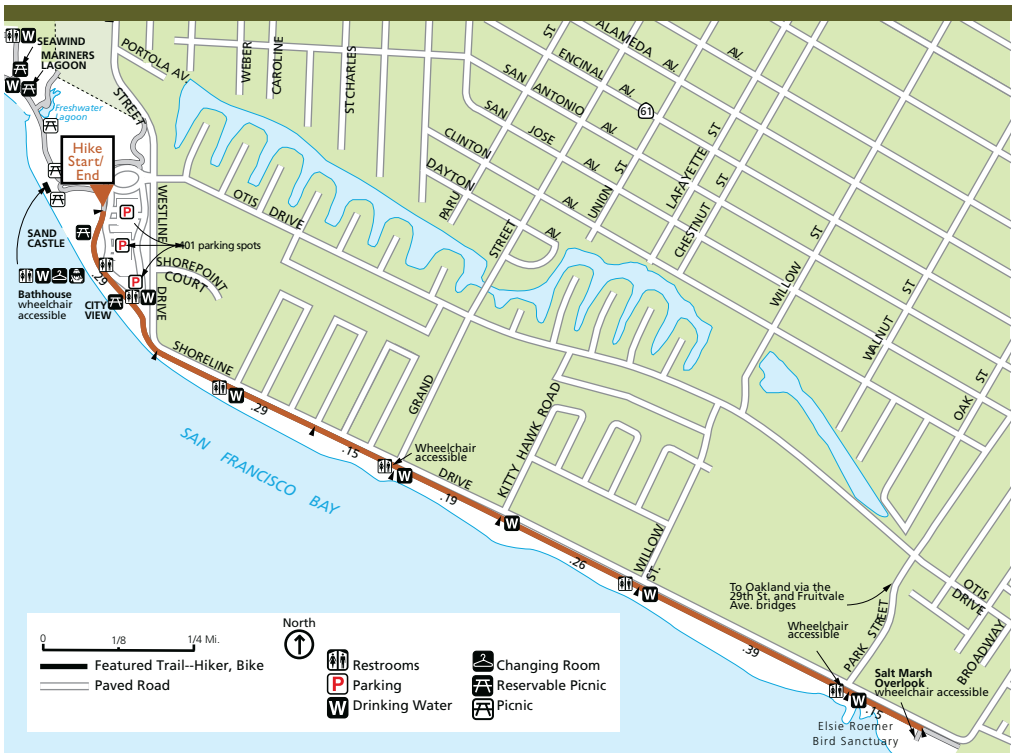 W
SEAWIND
MARINERS
LAGOON
W
Freshwater
Lagoon
Hike
Start/
End
STREET
PORTOLA AV.
WEBER
CAROLINE
ST CHARLES
ST.
ALAMEDA
AV.
ENCINAL
AV.
SAN
ANTONIO
AV.
61
SAN
JOSE
AV.
CLINTON
DAYTON
AV.
AV.
PARU
STREET
UNION
ST
LAFAYETTE
ST
CHESTNUT
ST.
WILLOW
ST
WALNUT
ST
OAK
ST.
OTIS
DRIVE
WESTLINE
DRIVE
P
P
P
401 parking spots
SHOREPOINT
COURT
SAND
CASTLE
W
Bathhouse
wheelchair
accessible
.29
CITY
VIEW
W
SHORELINE
DRIVE
W
.29
.15
GRAND
Wheelchair
accessible
W
.19
KITTY HAWK ROAD
W
.26
WILLOW
ST.
W
.39
SAN FRANCISCO BAY
To Oakland via the
29th St. and Fruitvale
Ave. bridges
Wheelchair
accessible
PARK STREET
OTIS
DRIVE
BROADWAY
Salt Marsh
Overlook
wheelchair accessible
W
.15
Elsie Roemer
Bird Sanctuary
0
1/8
1/4 Mi.
Featured Trail--Hiker, Bike
Paved Road
North
Restrooms
P Parking
W Drinking Water
Changing Room
Reservable Picnic
Picnic